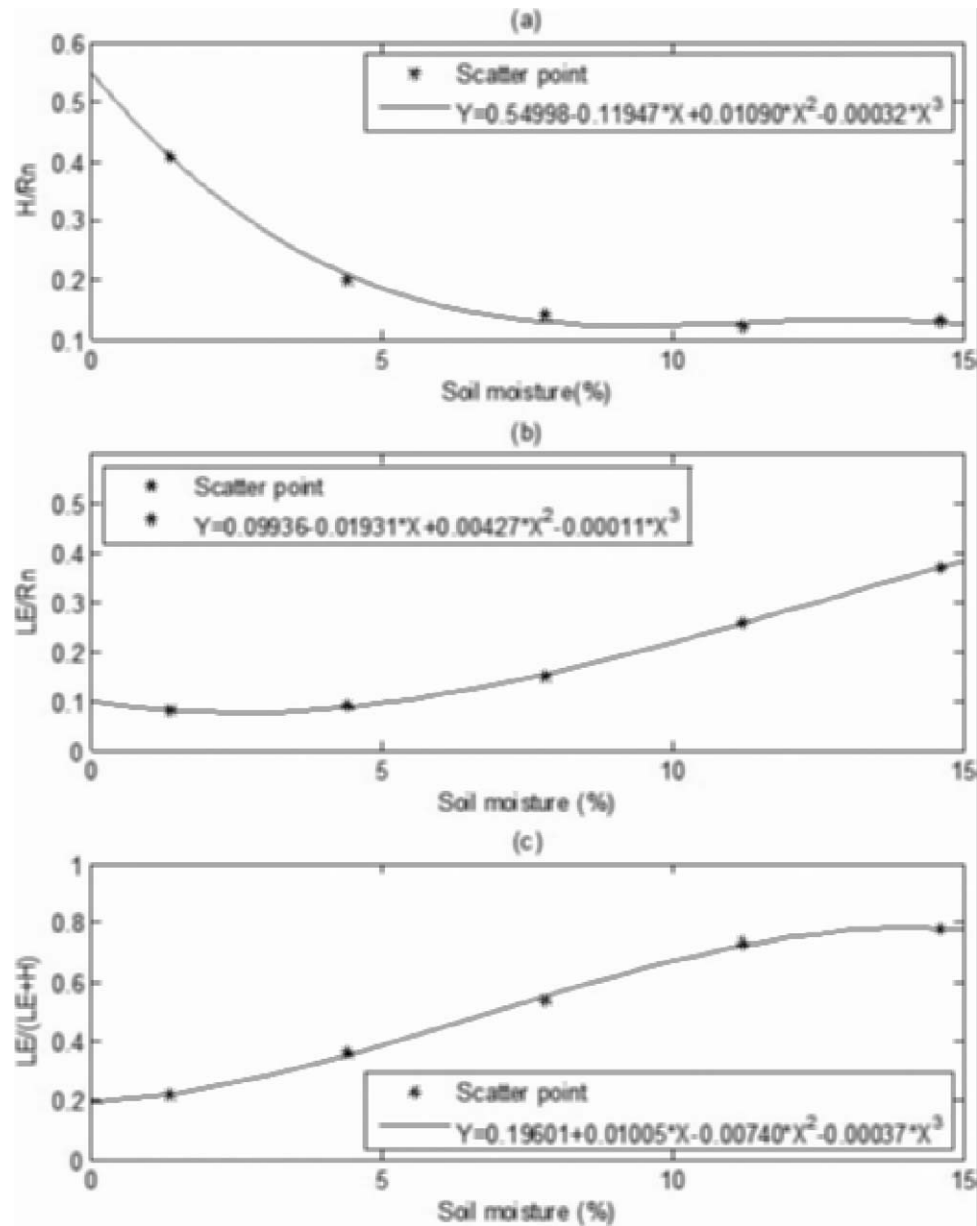 (a)
0.6
0.5
0.4
0.3
0.2
0.1
H/Rn
Scatter point
Y=0.54998-0.11947*X+0.01090*X²-0.00032*X³
0 5 10 15
Soil moisture(%)
(b)
0.5
0.4
0.3
0.2
0.1
0
LE/Rn
Scatter point
Y=0.09936-0.01931*X+0.00427*X²-0.00011*X³
0 5 10 15
Soil moisture (%)
(c)
1
0.8
0.6
0.4
0.2
0
LE/(LE+H)
Scatter point
Y=0.19601+0.01005*X-0.00740*X²-0.00037*X³
0 5 10 15
Soil moisture (%)